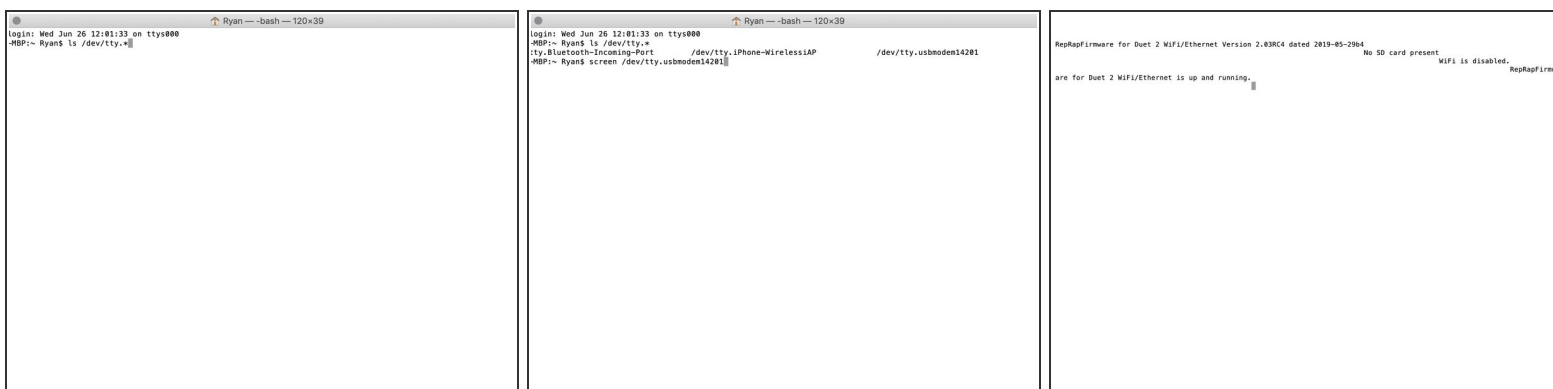 Ryan — -bash — 120×39
login: Wed Jun 26 12:01:33 on ttys000
-MBP:~ Ryan$ ls /dev/tty.*
Ryan — -bash — 120×39
login: Wed Jun 26 12:01:33 on ttys000
-MBP:~ Ryan$ ls /dev/tty.*
ty.Bluetooth-Incoming-Port /dev/tty.iPhone-WirelessiAP /dev/tty.usbmodem14201
-MBP:~ Ryan$ screen /dev/tty.usbmodem14201
RepRapFirmware for Duet 2 WiFi/Ethernet Version 2.03RC4 dated 2019-05-29b4
No SD card present
WiFi is disabled.
RepRapFirm
are for Duet 2 WiFi/Ethernet is up and running.